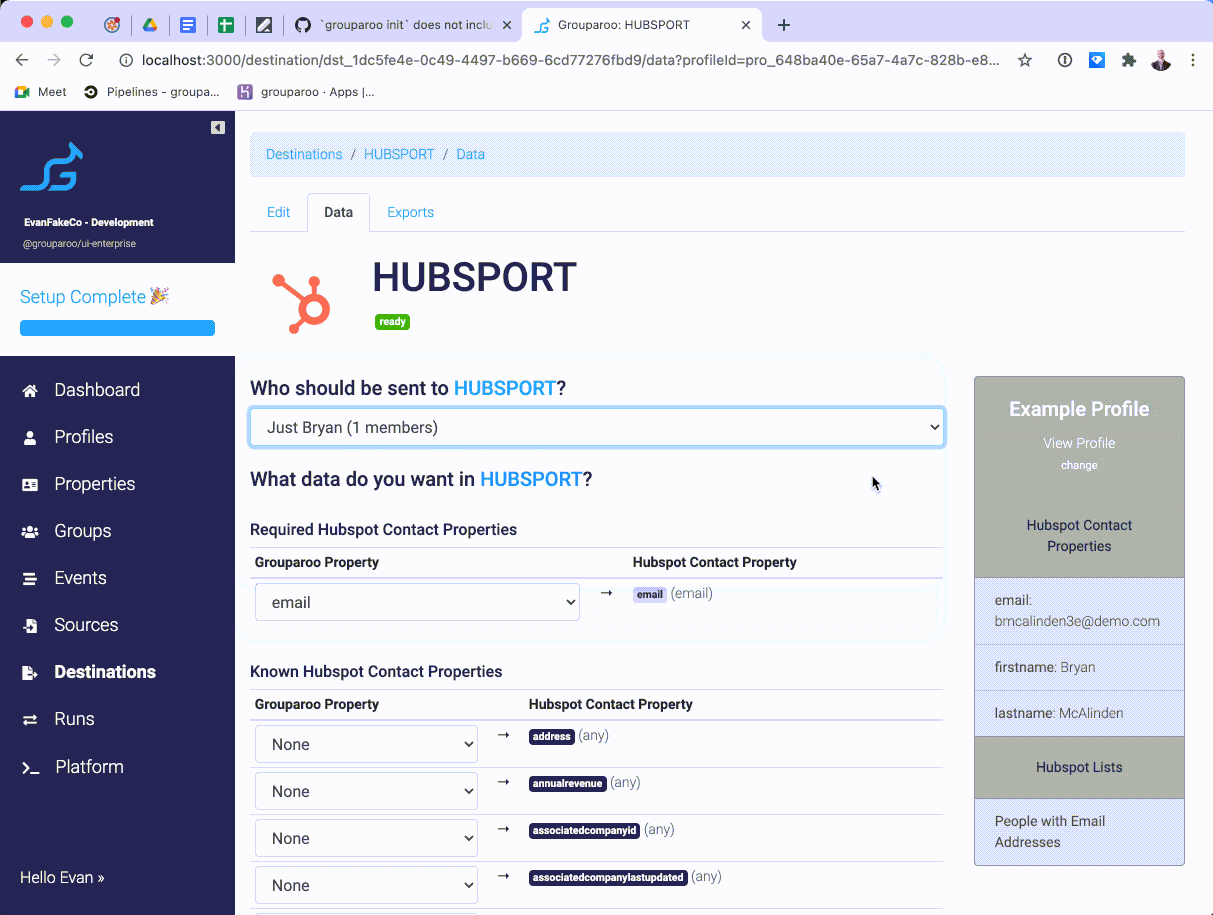 `grouparoo init` does not inclu
Grouparoo: HUBSPORT
localhost:3000/destination/dst_1dc5fe4e-0c49-4497-b669-6cd77276fbd9/data?profileId=pro_648ba40e-65a7-4a7c-828b-e8...
Meet
Pipelines - groupa...
grouparoo · Apps |...
EvanFakeCo - Development
@grouparoo/ui-enterprise
Setup Complete 🎉
Dashboard
Profiles
Properties
Groups
Events
Sources
Destinations
Runs
Platform
Hello Evan »
Destinations / HUBSPORT / Data
Edit
Data
Exports
HUBSPORT
ready
Who should be sent to HUBSPORT?
Just Bryan (1 members)
What data do you want in HUBSPORT?
Required Hubspot Contact Properties
Grouparoo Property
Hubspot Contact Property
email
→ email (email)
Known Hubspot Contact Properties
Grouparoo Property
Hubspot Contact Property
None
→ address (any)
None
→ annualrevenue (any)
None
→ associatedcompanyid (any)
None
→ associatedcompanylastupdated (any)
Example Profile
View Profile
change
Hubspot Contact
Properties
email:
bmcalinden3e@demo.com
firstname: Bryan
lastname: McAlinden
Hubspot Lists
People with Email
Addresses